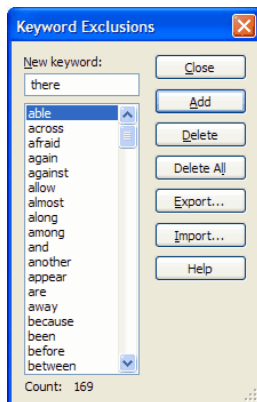 Keyword Exclusions
New keyword:
there
able
across
afraid
again
against
allow
almost
along
among
and
another
appear
are
away
because
been
before
between
Count: 169
Close
Add
Delete
Delete All
Export...
Import...
Help